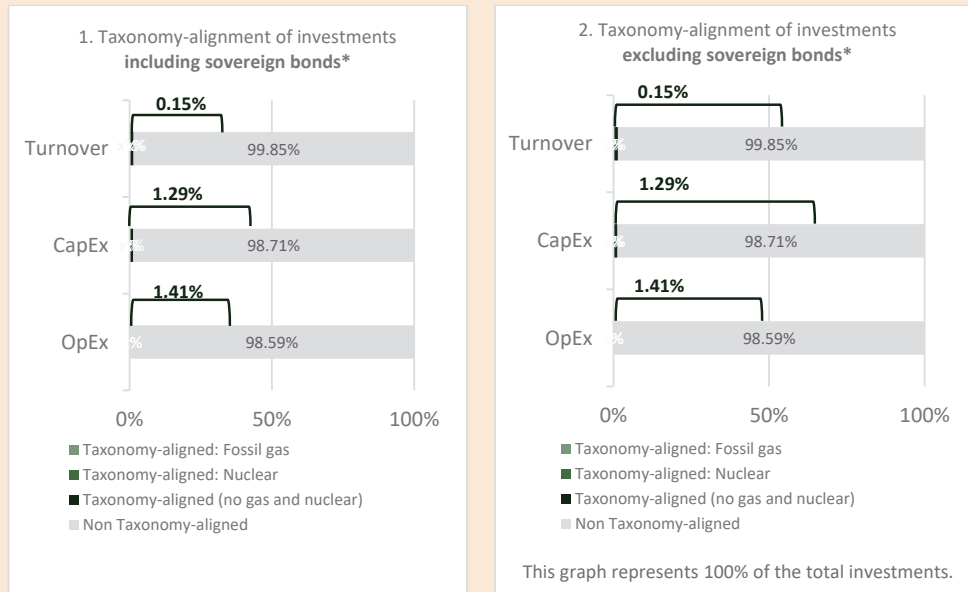 1. Taxonomy-alignment of investments
including sovereign bonds*
0.15%
Turnover
99.85%
1.29%
CapEx
98.71%
1.41%
OpEx
98.59%
0%
50%
100%
Taxonomy-aligned: Fossil gas
Taxonomy-aligned: Nuclear
Taxonomy-aligned (no gas and nuclear)
Non Taxonomy-aligned
2. Taxonomy-alignment of investments
excluding sovereign bonds*
0.15%
Turnover
99.85%
1.29%
CapEx
98.71%
1.41%
OpEx
98.59%
0%
50%
100%
Taxonomy-aligned: Fossil gas
Taxonomy-aligned: Nuclear
Taxonomy-aligned (no gas and nuclear)
Non Taxonomy-aligned
This graph represents 100% of the total investments.